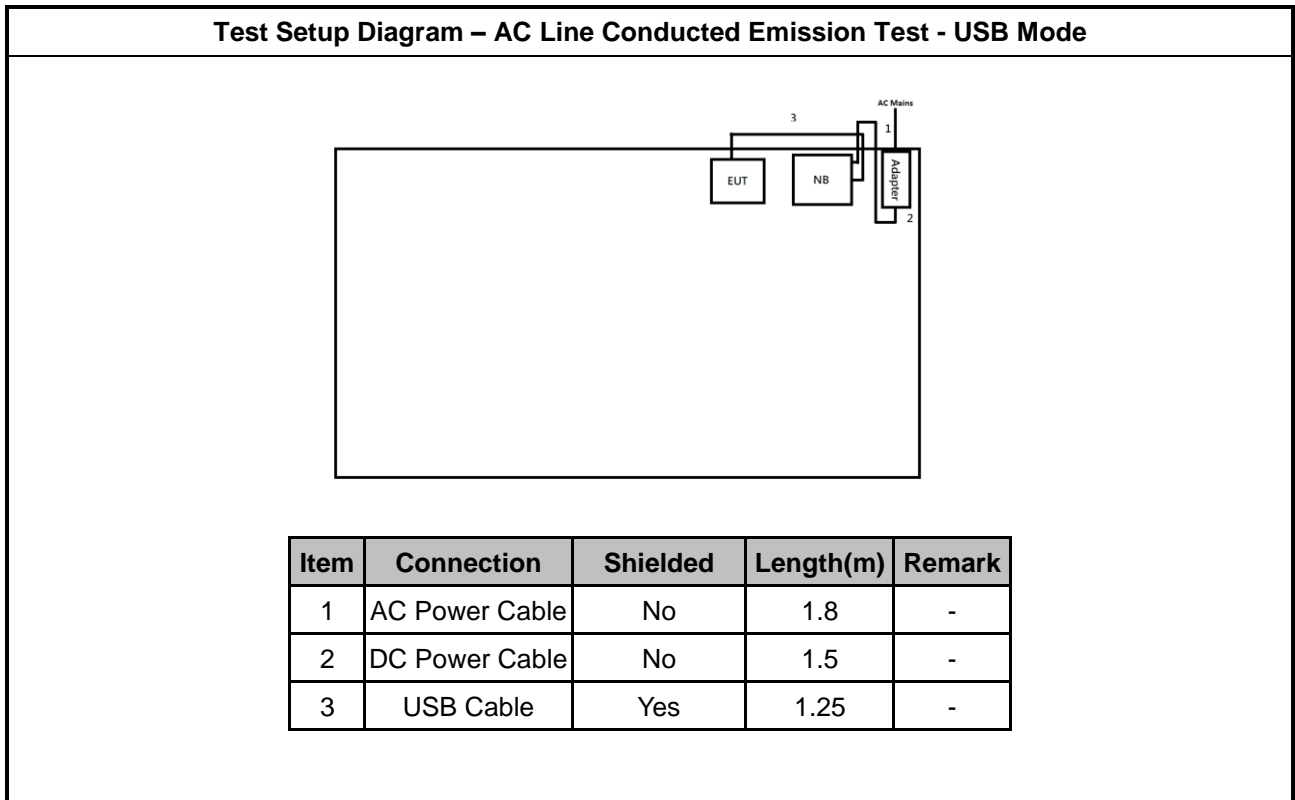 Test Setup Diagram – AC Line Conducted Emission Test - USB Mode
AC Mains
3
1
EUT
NB
Adapter
2
Item Connection Shielded Length(m) Remark
1 AC Power Cable No 1.8 -
2 DC Power Cable No 1.5 -
3 USB Cable Yes 1.25 -